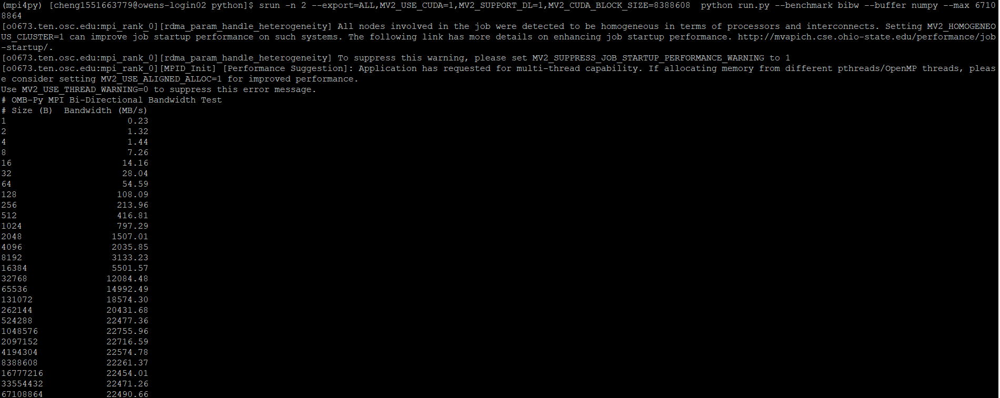 (mpi4py) [cheng1551663779@owens-login02 python]$ srun -n 2 --export=ALL,MV2_USE_CUDA=1,MV2_SUPPORT_DL=1,MV2_CUDA_BLOCK_SIZE=8388608  python run.py --benchmark bibw --buffer numpy --max 6710
8864
[o0673.ten.osc.edu:mpi_rank_0][rdma_param_handle_heterogeneity] All nodes involved in the job were detected to be homogeneous in terms of processors and interconnects. Setting MV2_HOMOGENEO
US_CLUSTER=1 can improve job startup performance on such systems. The following link has more details on enhancing job startup performance. http://mvapich.cse.ohio-state.edu/performance/job
-startup/.
[o0673.ten.osc.edu:mpi_rank_0][rdma_param_handle_heterogeneity] To suppress this warning, please set MV2_SUPPRESS_JOB_STARTUP_PERFORMANCE_WARNING to 1
[o0673.ten.osc.edu:mpi_rank_0][MPID_Init] [Performance Suggestion]: Application has requested for multi-thread capability. If allocating memory from different pthreads/OpenMP threads, pleas
e consider setting MV2_USE_ALIGNED_ALLOC=1 for improved performance.
Use MV2_USE_THREAD_WARNING=0 to suppress this error message.
# OMB-Py MPI Bi-Directional Bandwidth Test
# Size (B)  Bandwidth (MB/s)
1                       0.23
2                       1.32
4                       1.44
8                       7.26
16                     14.16
32                     28.04
64                     54.59
128                   108.09
256                   213.96
512                   416.81
1024                  797.29
2048                 1507.01
4096                 2035.85
8192                 3133.23
16384                5501.57
32768               12084.48
65536               14992.49
131072              18574.30
262144              20431.68
524288              22477.36
1048576             22755.96
2097152             22716.59
4194304             22574.78
8388608             22261.37
16777216            22454.01
33554432            22471.26
67108864            22490.66